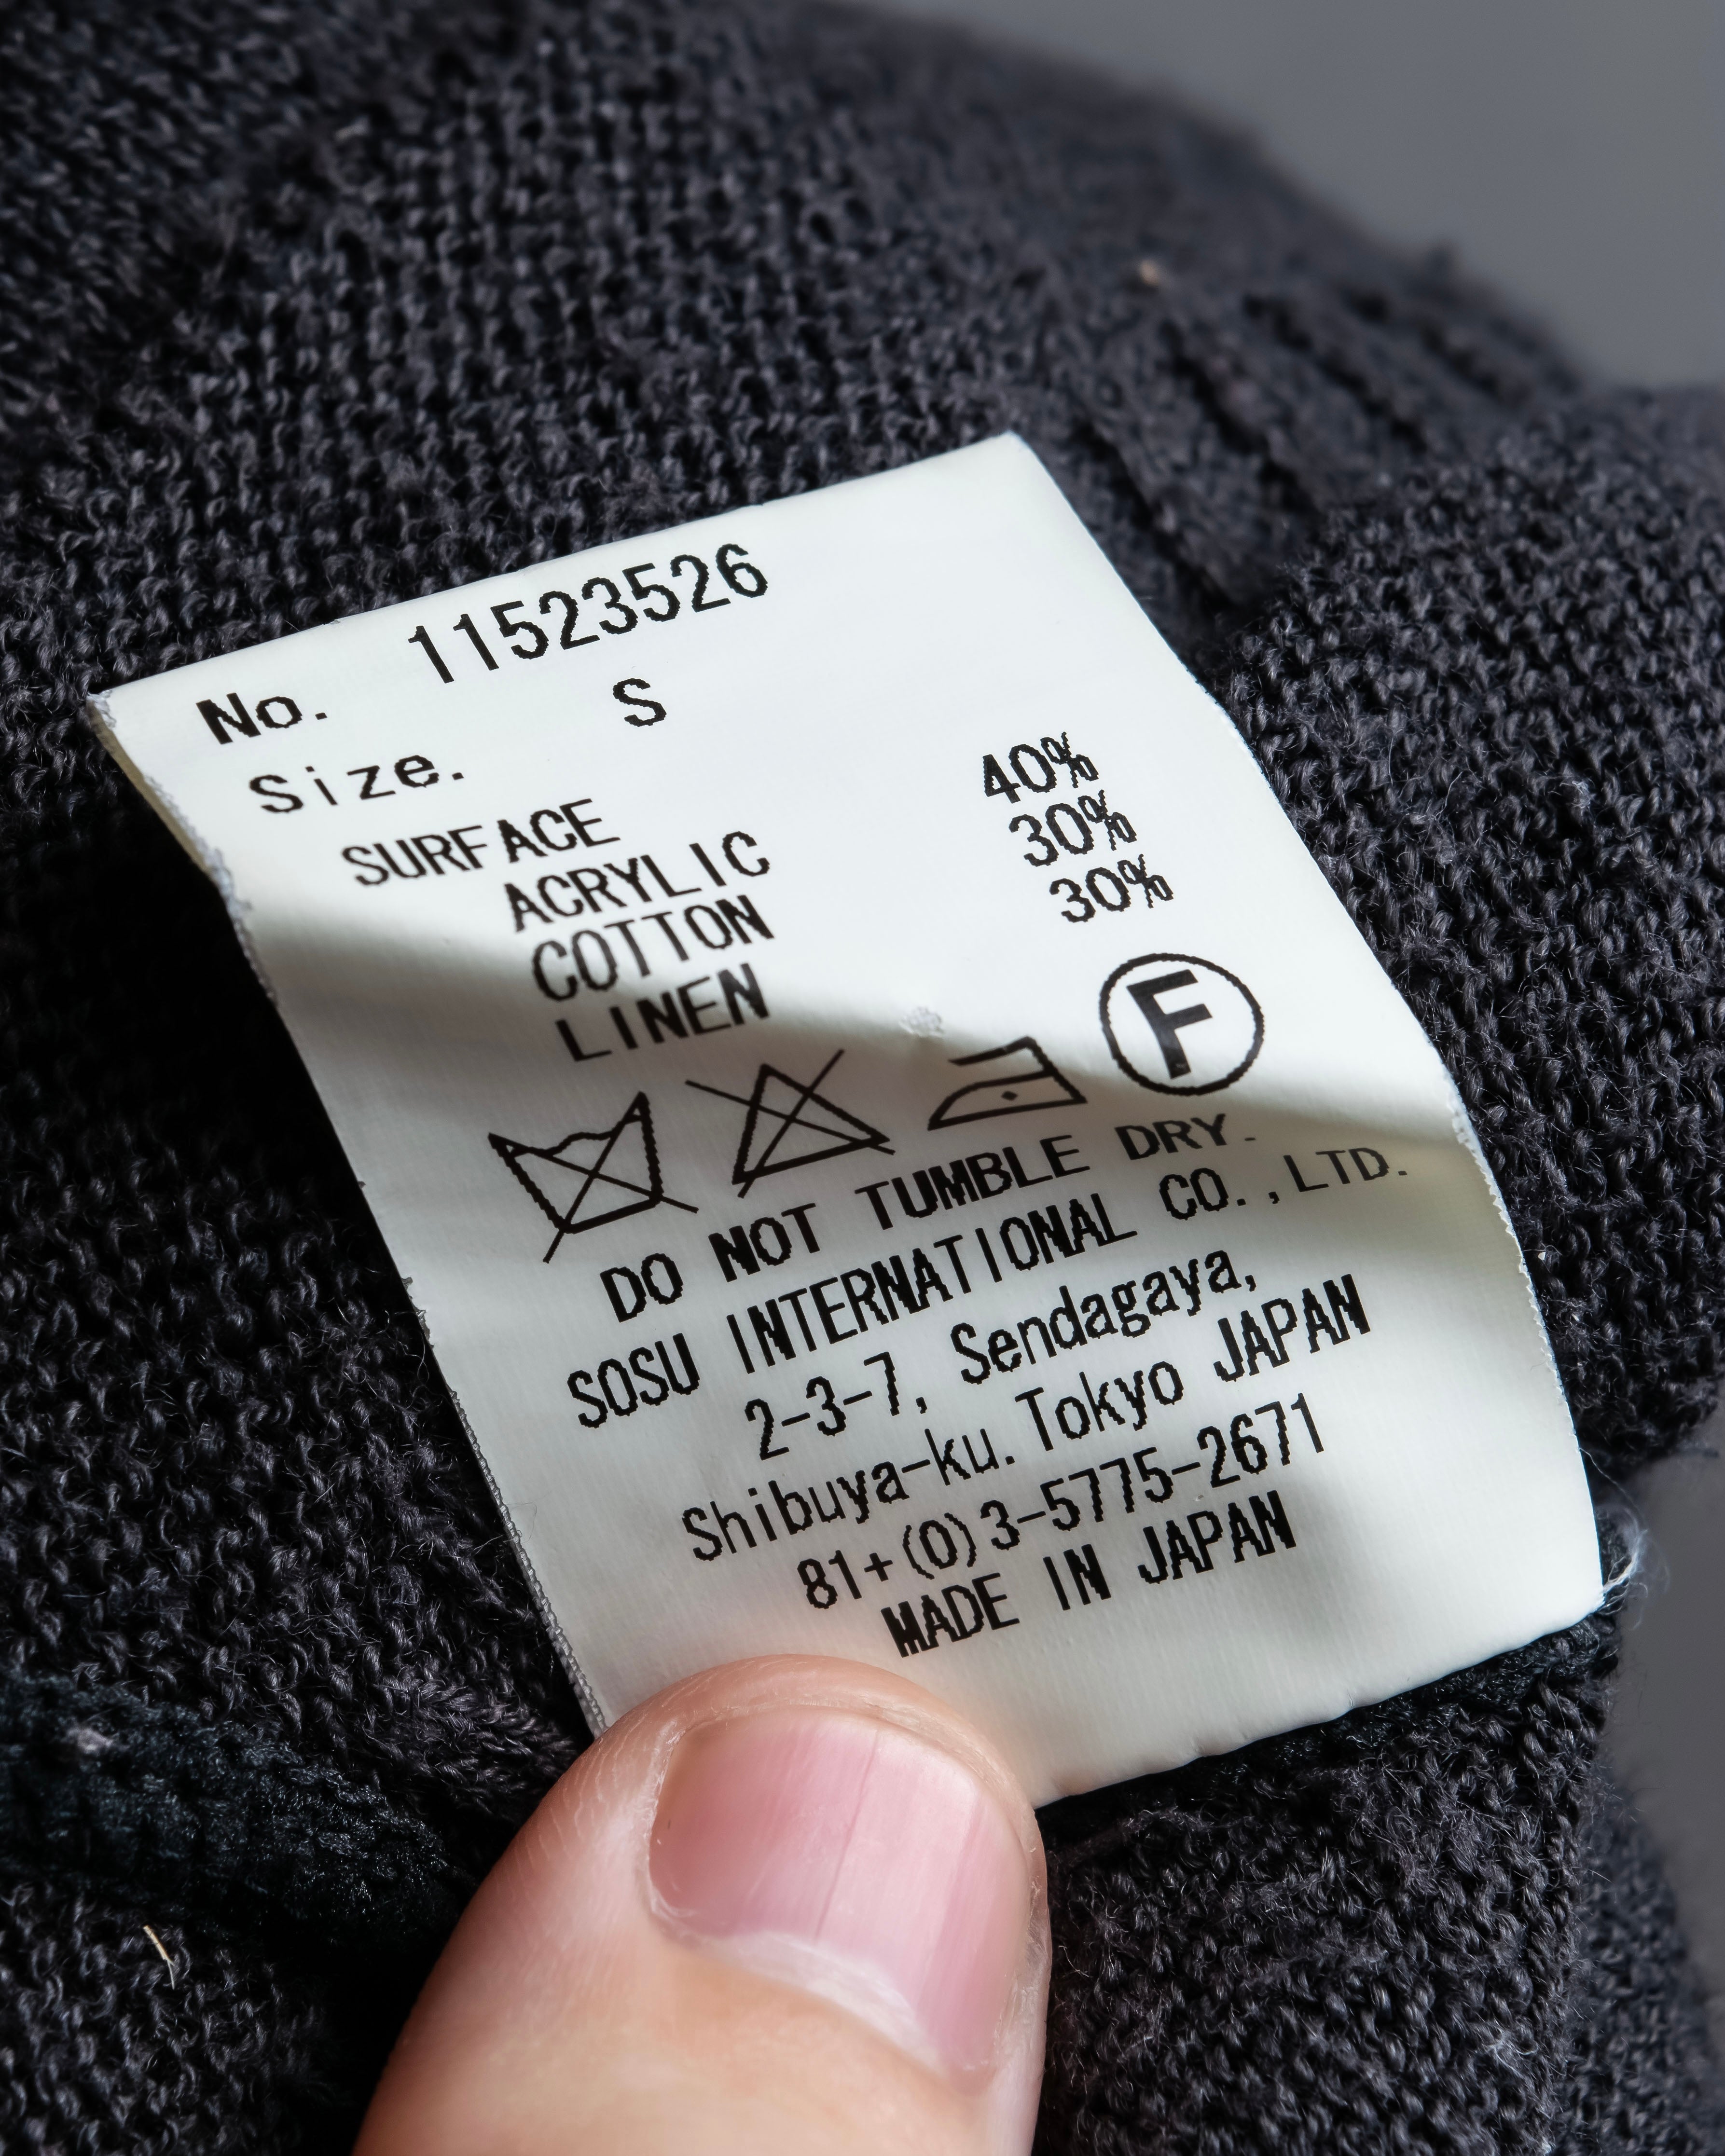 No. 11523526
Size. S
SURFACE
ACRYLIC 40%
COTTON 30%
LINEN 30%
F
DO NOT TUMBLE DRY.
SOSU INTERNATIONAL CO.,LTD.
2-3-7, Sendagaya,
Shibuya-ku. Tokyo JAPAN
81+(0)3-5775-2671
MADE IN JAPAN